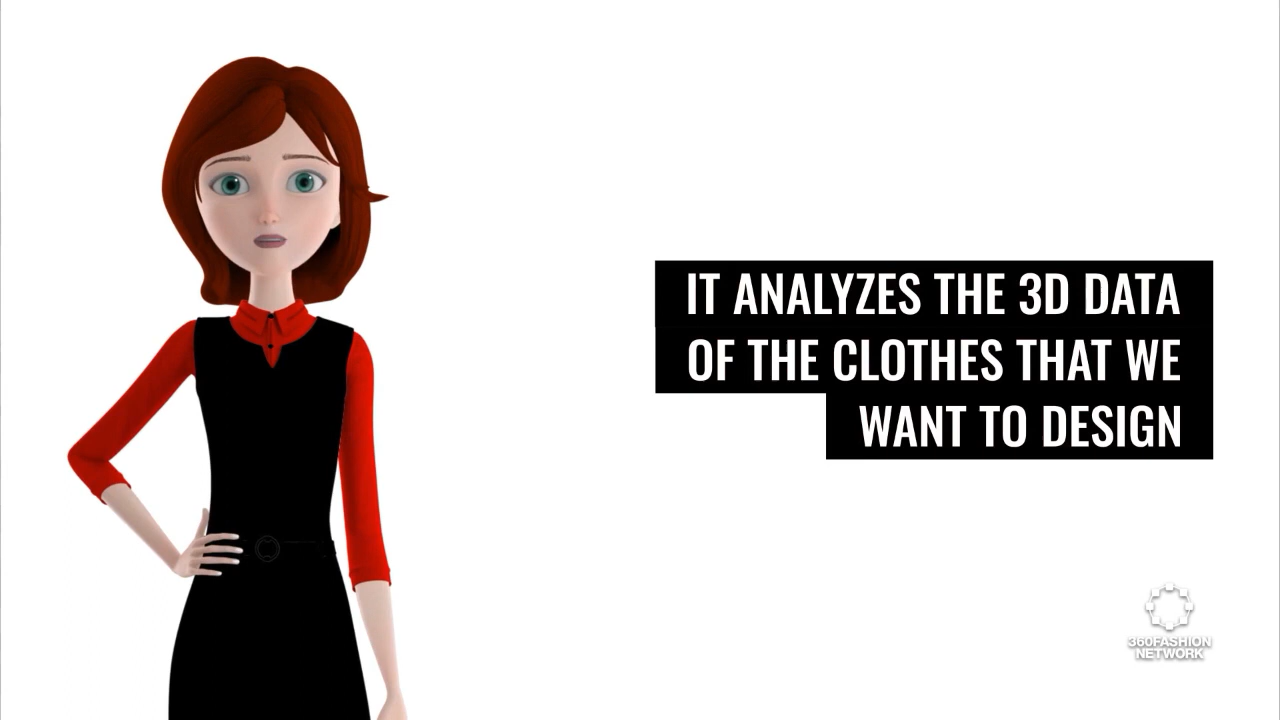 IT ANALYZES THE 3D DATA
OF THE CLOTHES THAT WE
WANT TO DESIGN
360FASHION
NETWORK